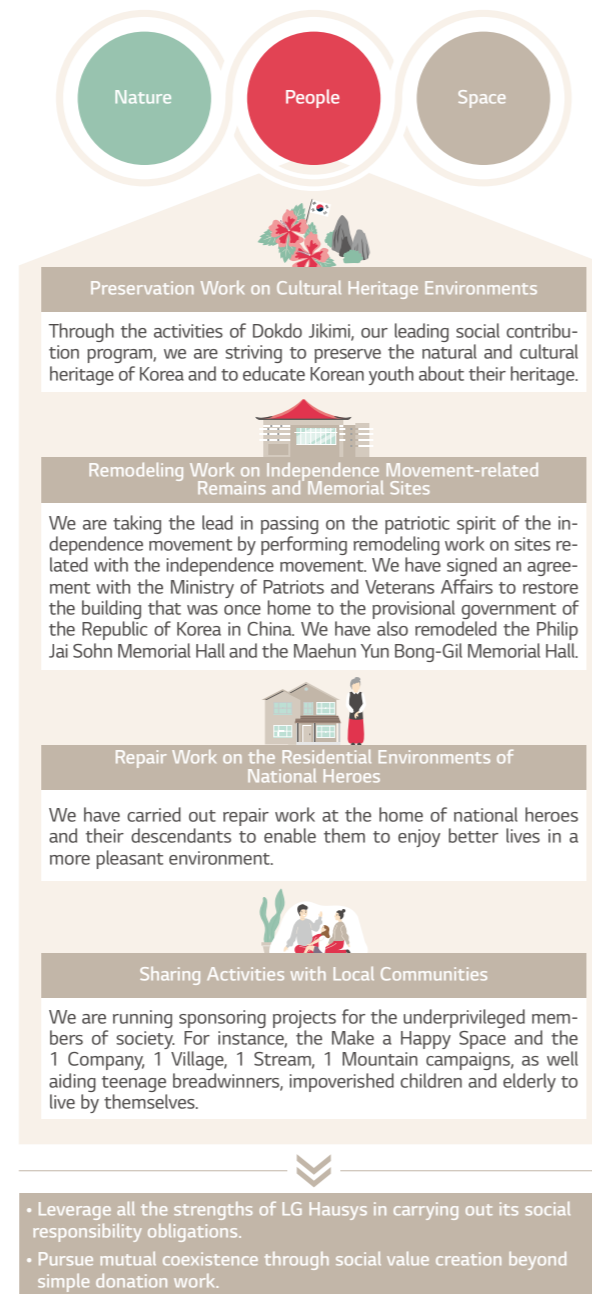 Nature
People
Space
Preservation Work on Cultural Heritage Environments
Through the activities of Dokdo Jikimi, our leading social contribu-
tion program, we are striving to preserve the natural and cultural
heritage of Korea and to educate Korean youth about their heritage.
Remodeling Work on Independence Movement-related
Remains and Memorial Sites
We are taking the lead in passing on the patriotic spirit of the in-
dependence movement by performing remodeling work on sites re-
lated with the independence movement. We have signed an agree-
ment with the Ministry of Patriots and Veterans Affairs to restore
the building that was once home to the provisional government of
the Republic of Korea in China. We have also remodeled the Philip
Jai Sohn Memorial Hall and the Maehun Yun Bong-Gil Memorial Hall.
Repair Work on the Residential Environments of
National Heroes
We have carried out repair work at the home of national heroes
and their descendants to enable them to enjoy better lives in a
more pleasant environment.
Sharing Activities with Local Communities
We are running sponsoring projects for the underprivileged mem-
bers of society. For instance, the Make a Happy Space and the
1 Company, 1 Village, 1 Stream, 1 Mountain campaigns, as well
aiding teenage breadwinners, impoverished children and elderly to
live by themselves.
• Leverage all the strengths of LG Hausys in carrying out its social
responsibility obligations.
• Pursue mutual coexistence through social value creation beyond
simple donation work.